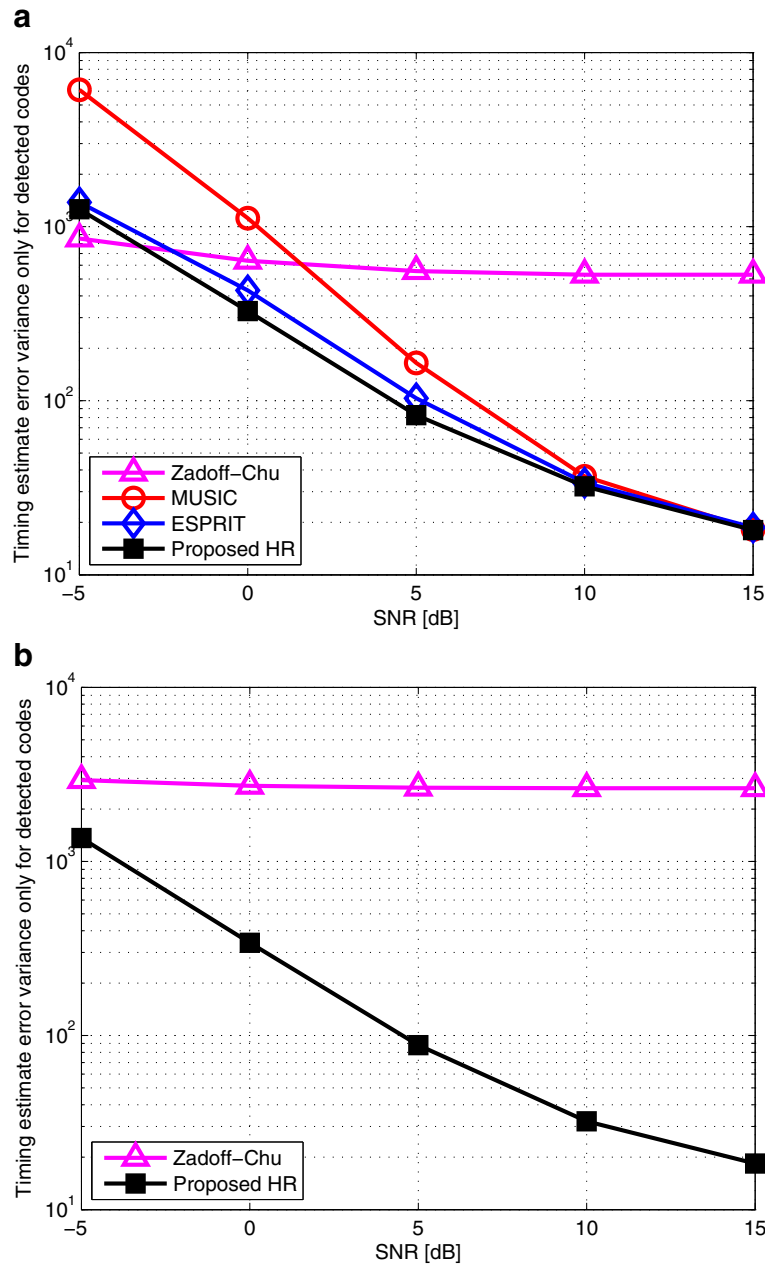 a
10^4
10^3
10^2
10^1
Timing estimate error variance only for detected codes
Zadoff−Chu
MUSIC
ESPRIT
Proposed HR
−5 0 5 10 15
SNR [dB]
b
10^4
10^3
10^2
10^1
Timing estimate error variance only for detected codes
Zadoff−Chu
Proposed HR
−5 0 5 10 15
SNR [dB]